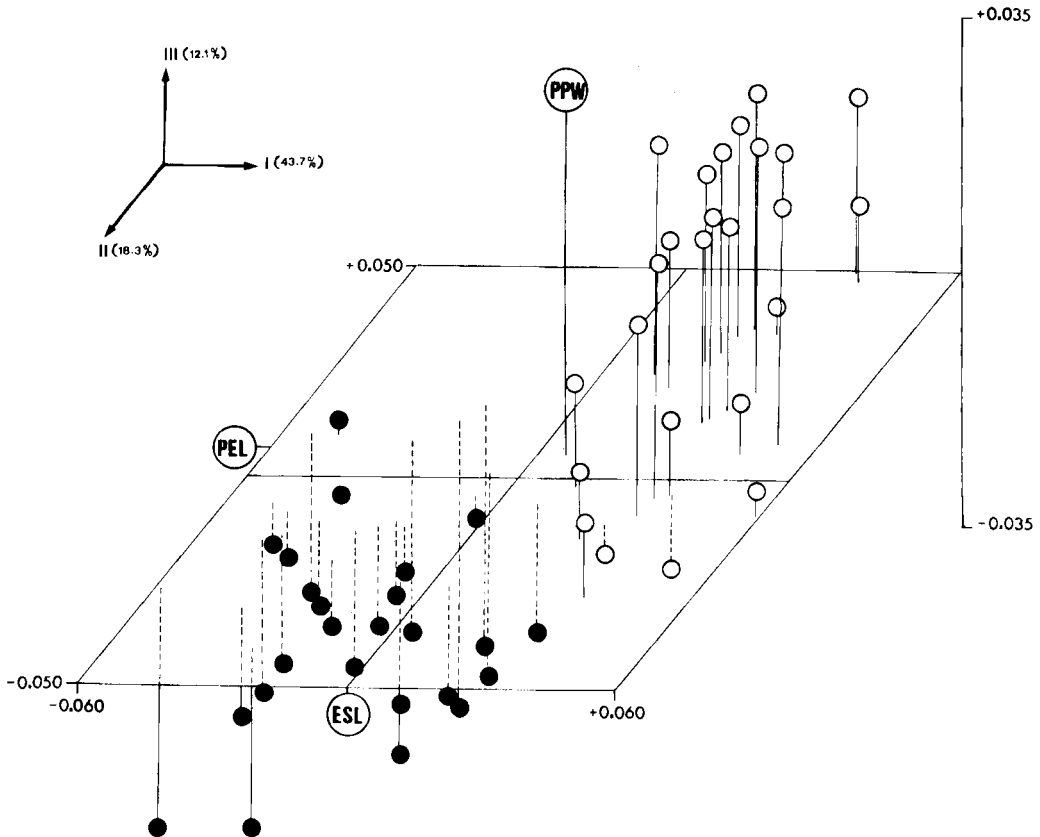 +0.035
III (12.1%)
PPW
I (43.7%)
II (18.3%)
+0.050
PEL
-0.035
-0.050
-0.060
ESL
+0.060